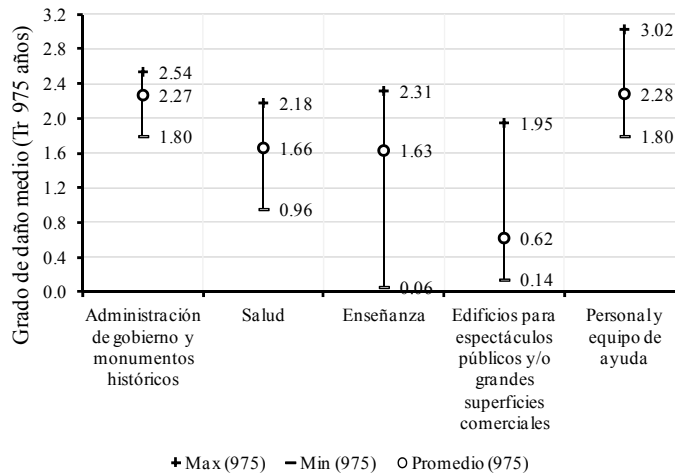 Grado de daño medio (Tr 975 años)
3.2
2.8
2.4
2.0
1.6
1.2
0.8
0.4
0.0
2.54
2.27
1.80
2.18
1.66
0.96
2.31
1.63
0.06
1.95
0.62
0.14
3.02
2.28
1.80
Administración
de gobierno y
monumentos
históricos
Salud
Enseñanza
Edificios para
espectáculos
públicos y/o
grandes
superficies
comerciales
Personal y
equipo de
ayuda
Max (975) Min (975) Promedio (975)